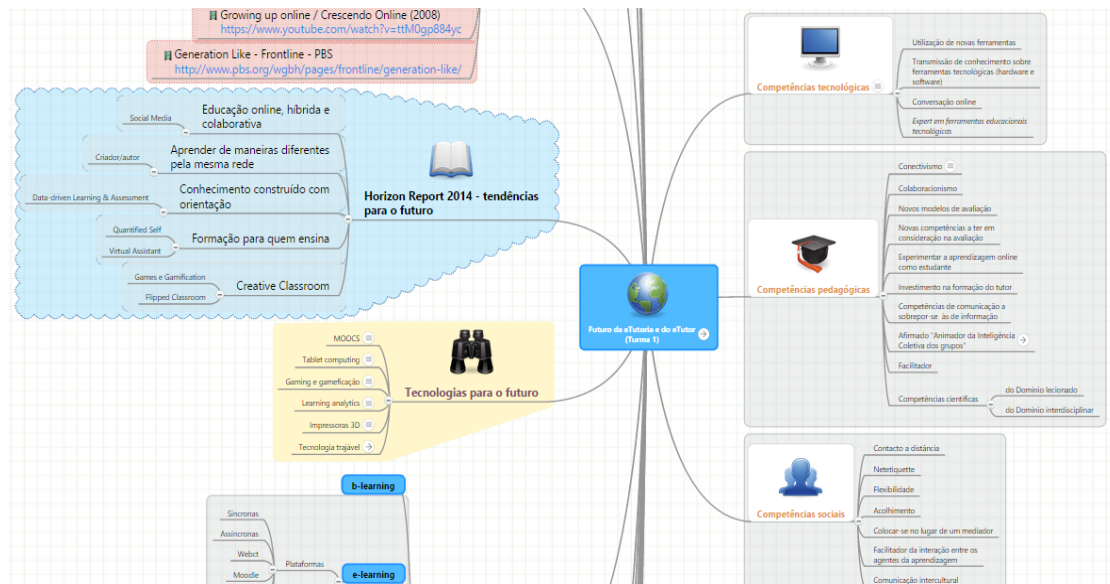 Growing up online / Crescendo Online (2008)
https://www.youtube.com/watch?v=ttM0gp884yc
Generation Like - Frontline - PBS
http://www.pbs.org/wgbh/pages/frontline/generation-like/
Social Media
Educação online, híbrida e
colaborativa
Criador/autor
Aprender de maneiras diferentes
pela mesma rede
Data-driven Learning & Assessment
Conhecimento construído com
orientação
Quantified Self
Virtual Assistant
Formação para quem ensina
Games e Gamification
Flipped Classroom
Creative Classroom
Horizon Report 2014 - tendências
para o futuro
MOOCS
Tablet computing
Gaming e gameficação
Learning analytics
Impressoras 3D
Tecnologia trajável
Tecnologias para o futuro
b-learning
Síncronas
Assíncronas
Webct
Moodle
Plataformas
e-learning
Futuro da eTutoria e do eTutor
(Turma 1)
Competências tecnológicas
Utilização de novas ferramentas
Transmissão de conhecimento sobre
ferramentas tecnológicas (hardware e
software)
Conversação online
Expert em ferramentas educacionais
tecnológicas
Competências pedagógicas
Conectivismo
Colaboracionismo
Novos modelos de avaliação
Novas competências a ter em
consideração na avaliação
Experimentar a aprendizagem online
como estudante
Investimento na formação do tutor
Competências de comunicação a
sobrepor-se às de informação
Afirmado "Animador da Inteligência
Coletiva dos grupos"
Facilitador
Competências científicas
do Domínio lecionado
do Domínio interdisciplinar
Competências sociais
Contacto a distância
Netetiquette
Flexibilidade
Acolhimento
Colocar-se no lugar de um mediador
Facilitador da interação entre os
agentes da aprendizagem
Comunicação intercultural